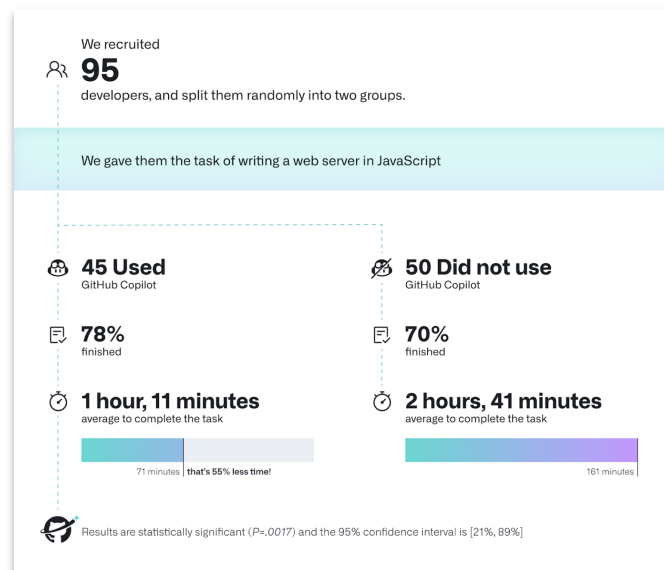 We recruited
95
developers, and split them randomly into two groups.
We gave them the task of writing a web server in JavaScript
45 Used
GitHub Copilot
78%
finished
1 hour, 11 minutes
average to complete the task
71 minutes
that's 55% less time!
50 Did not use
GitHub Copilot
70%
finished
2 hours, 41 minutes
average to complete the task
161 minutes
Results are statistically significant (P=.0017) and the 95% confidence interval is [21%, 89%]